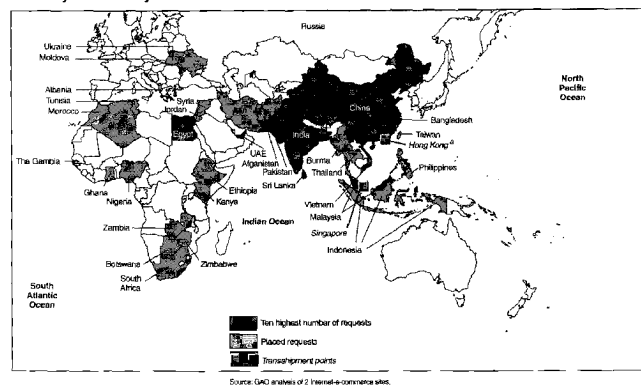 Russia
Ukraine
Moldova
North
Pacific
Ocean
Albania
Tunisia
Morocco
Syria
Jordan
China
Bangladesh
Taiwan
Hong Kong
Egypt
India
The Gambia
UAE
Afganistan
Pakistan
Burma
Philippines
Ghana
Nigeria
Ethiopia
Kenya
Sri Lanka
Thailand
Vietnam
Malaysia
Singapore
Indian Ocean
Indonesia
Zambia
Botswana
South
Africa
Zimbabwe
South
Atlantic
Ocean
Ten highest number of requests
Placed requests
Transshipment points
Source: GAO analysis of 2 Internet-e-commerce sites.